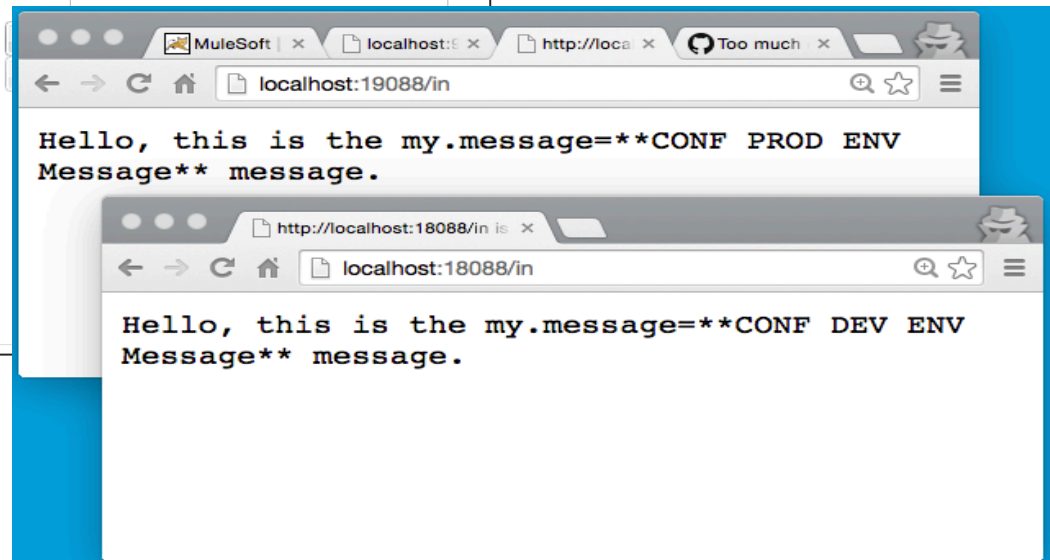 MuleSoft |
localhost:9
http://loca
Too much
localhost:19088/in
Hello, this is the my.message=**CONF PROD ENV
Message** message.
http://localhost:18088/in is
localhost:18088/in
Hello, this is the my.message=**CONF DEV ENV
Message** message.